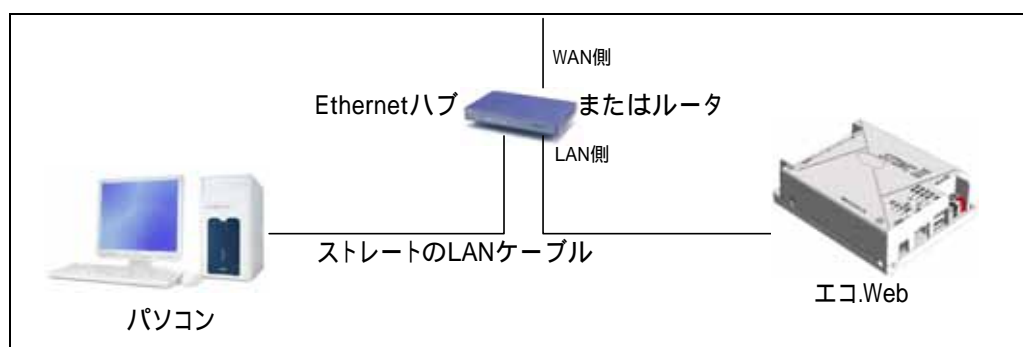 WAN側
Ethernetハブ またはルータ
LAN側
ストレートのLANケーブル
エコ.Web
パソコン